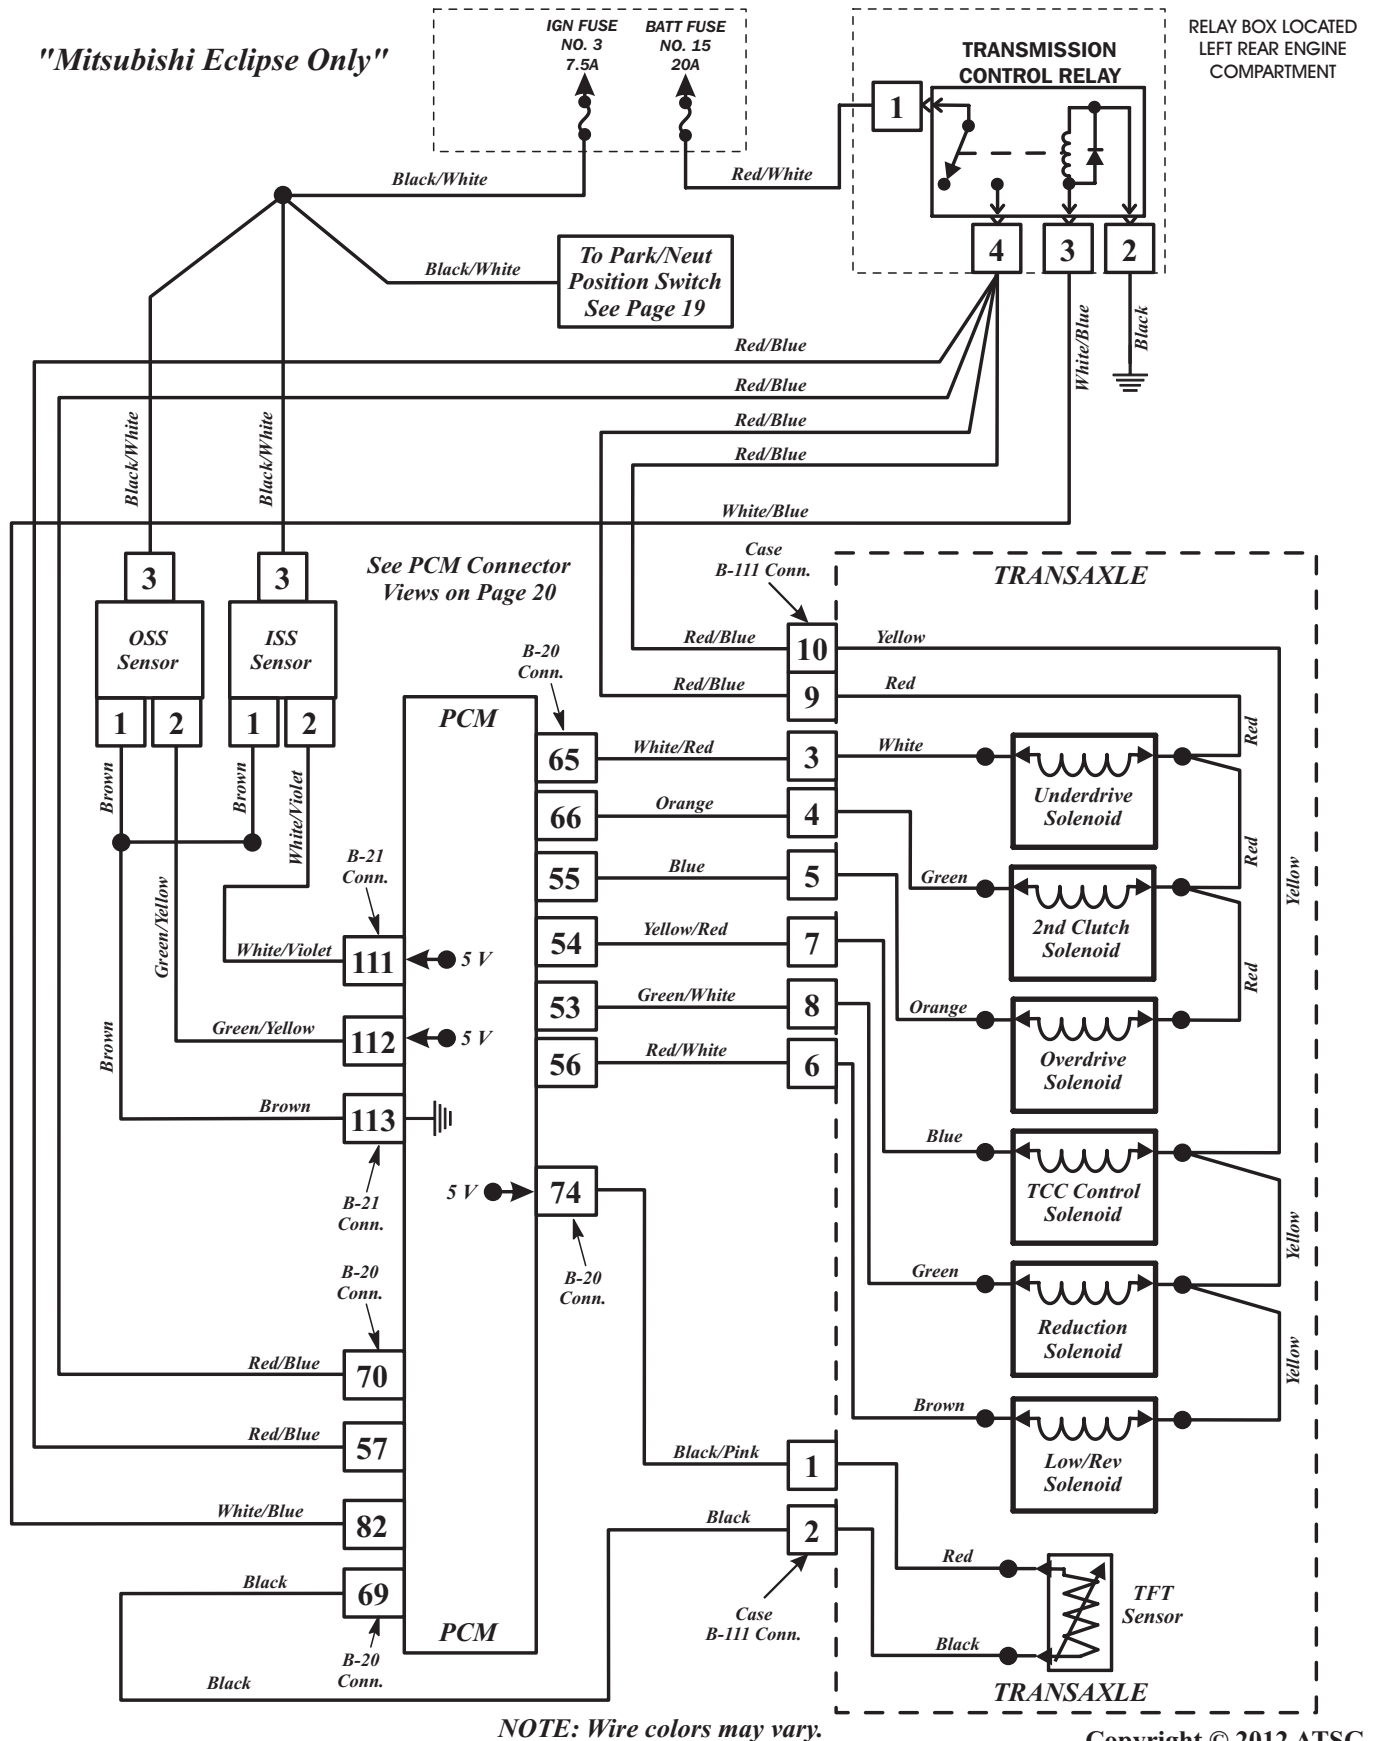 "Mitsubishi Eclipse Only"
IGN FUSE
NO. 3
7.5A
BATT FUSE
NO. 15
20A
TRANSMISSION
CONTROL RELAY
RELAY BOX LOCATED
LEFT REAR ENGINE
COMPARTMENT
1
Black/White
Red/White
4
3
2
Black/White
To Park/Neut
Position Switch
See Page 19
White/Blue
Black
Red/Blue
Red/Blue
Red/Blue
Red/Blue
Black/White
Black/White
White/Blue
See PCM Connector
Views on Page 20
Case
B-111 Conn.
TRANSAXLE
3
3
OSS
Sensor
ISS
Sensor
1
2
1
2
B-20
Conn.
Red/Blue
10
Yellow
Red/Blue
9
Red
PCM
65
White/Red
3
White
Underdrive
Solenoid
Red
Brown
Brown
White/Violet
66
Orange
4
Green
2nd Clutch
Solenoid
Red
Yellow
B-21
Conn.
55
Blue
5
Orange
Overdrive
Solenoid
Red
Green/Yellow
White/Violet
111
5 V
54
Yellow/Red
7
53
Green/White
8
Green/Yellow
112
5 V
56
Red/White
6
Brown
Brown
113
B-21
Conn.
5 V
74
B-20
Conn.
Blue
TCC Control
Solenoid
Yellow
Green
Reduction
Solenoid
Yellow
B-20
Conn.
Red/Blue
70
Red/Blue
57
Brown
Low/Rev
Solenoid
Black/Pink
1
White/Blue
82
Black
2
Black
69
B-20
Conn.
PCM
Case
B-111 Conn.
Red
Black
TFT
Sensor
Black
TRANSAXLE
NOTE: Wire colors may vary.
Copyright © 2012 ATSG